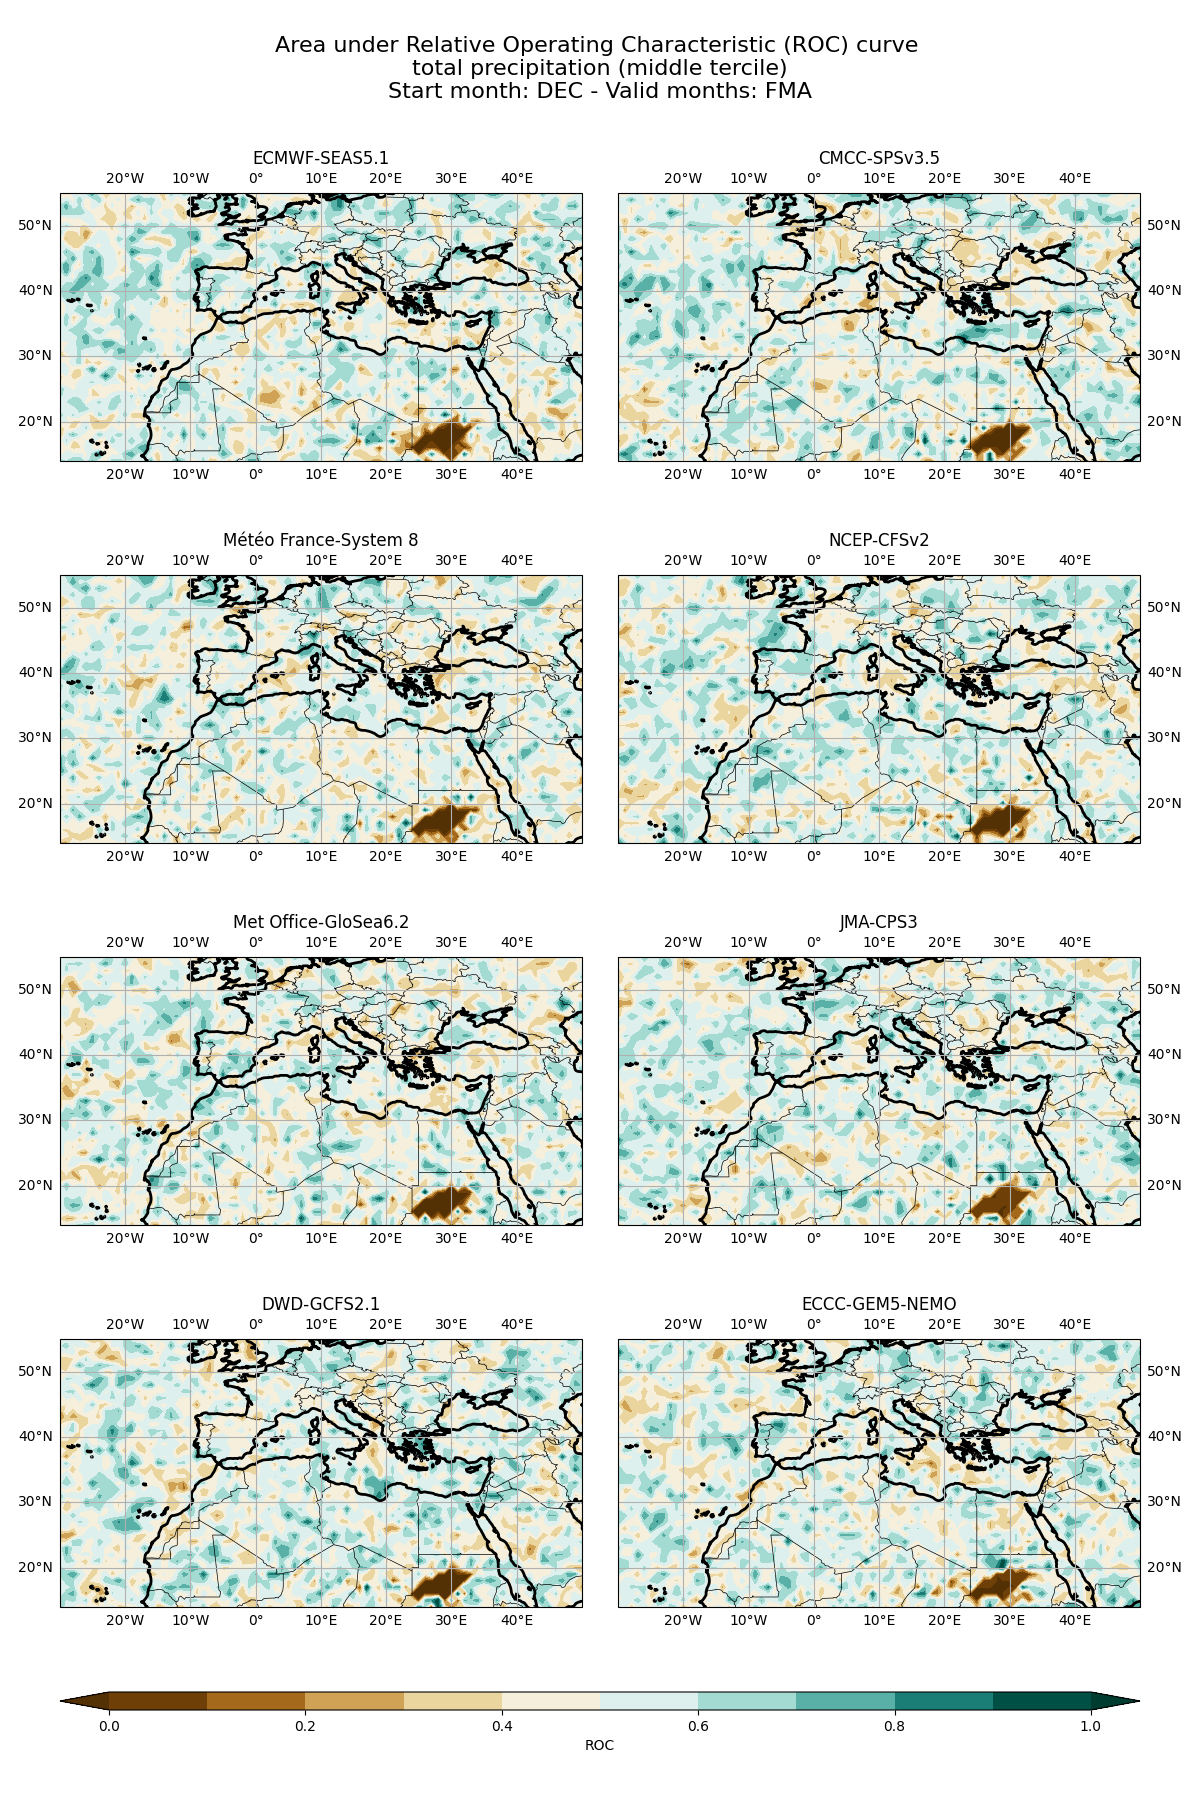 Area under Relative Operating Characteristic (ROC) curve
total precipitation (middle tercile)
Start month: DEC - Valid months: FMA
ECMWF-SEAS5.1
20°W 10°W 0° 10°E 20°E 30°E 40°E
50°N
40°N
30°N
20°N
20°W 10°W 0° 10°E 20°E 30°E 40°E
CMCC-SPSv3.5
20°W 10°W 0° 10°E 20°E 30°E 40°E
50°N
40°N
30°N
20°N
20°W 10°W 0° 10°E 20°E 30°E 40°E
Météo France-System 8
20°W 10°W 0° 10°E 20°E 30°E 40°E
50°N
40°N
30°N
20°N
20°W 10°W 0° 10°E 20°E 30°E 40°E
NCEP-CFSv2
20°W 10°W 0° 10°E 20°E 30°E 40°E
50°N
40°N
30°N
20°N
20°W 10°W 0° 10°E 20°E 30°E 40°E
Met Office-GloSea6.2
20°W 10°W 0° 10°E 20°E 30°E 40°E
50°N
40°N
30°N
20°N
20°W 10°W 0° 10°E 20°E 30°E 40°E
JMA-CPS3
20°W 10°W 0° 10°E 20°E 30°E 40°E
50°N
40°N
30°N
20°N
20°W 10°W 0° 10°E 20°E 30°E 40°E
DWD-GCFS2.1
20°W 10°W 0° 10°E 20°E 30°E 40°E
50°N
40°N
30°N
20°N
20°W 10°W 0° 10°E 20°E 30°E 40°E
ECCC-GEM5-NEMO
20°W 10°W 0° 10°E 20°E 30°E 40°E
50°N
40°N
30°N
20°N
20°W 10°W 0° 10°E 20°E 30°E 40°E
0.0 0.2 0.4 0.6 0.8 1.0
ROC